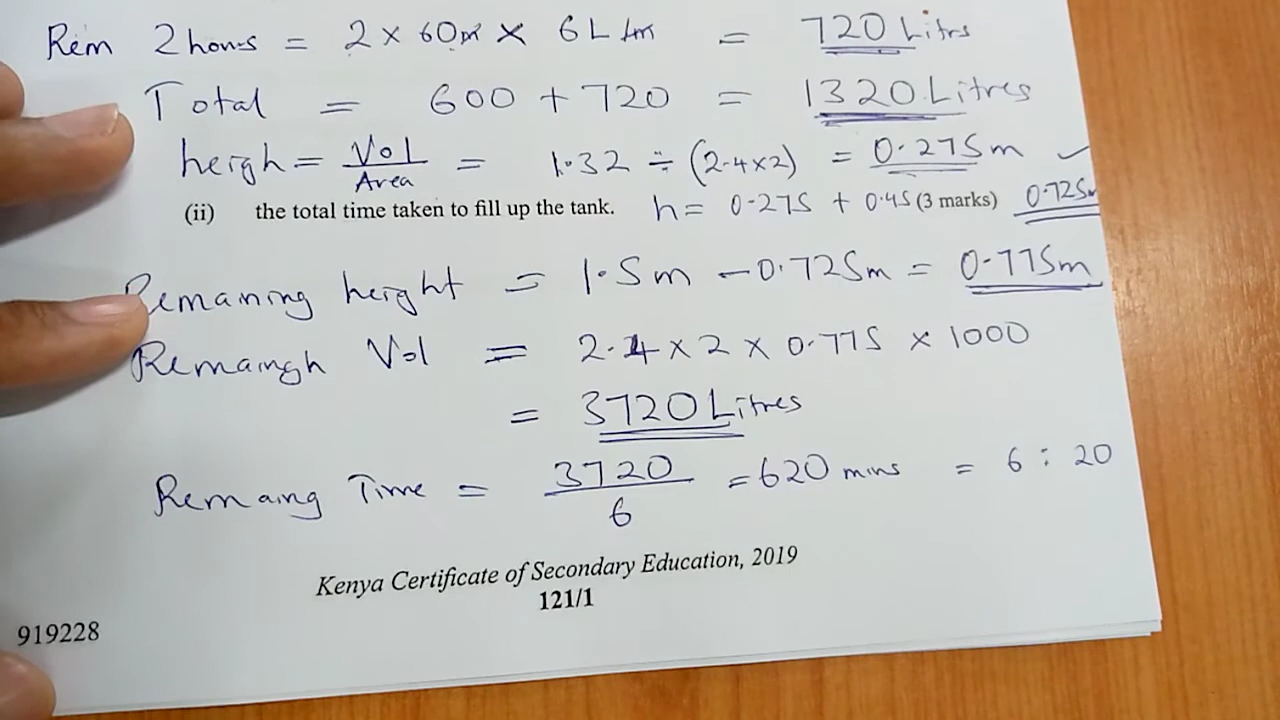 Rem 2 hours = 2 × 60m × 6L/m = 720 Litrs
Total = 600 + 720 = 1320 Litres
heigh = Vol/Area = 1.32 ÷ (2.4×2) = 0.275m ✓
(ii) the total time taken to fill up the tank. h = 0.275 + 0.45 (3 marks) 0.725m
Remaning height = 1.5m - 0.725m = 0.775m
Remaingh Vol = 2.4 × 2 × 0.775 × 1000
= 3720 Litres
Remaing Time = 3720/6 = 620 mins = 6 : 20
Kenya Certificate of Secondary Education, 2019
121/1
919228